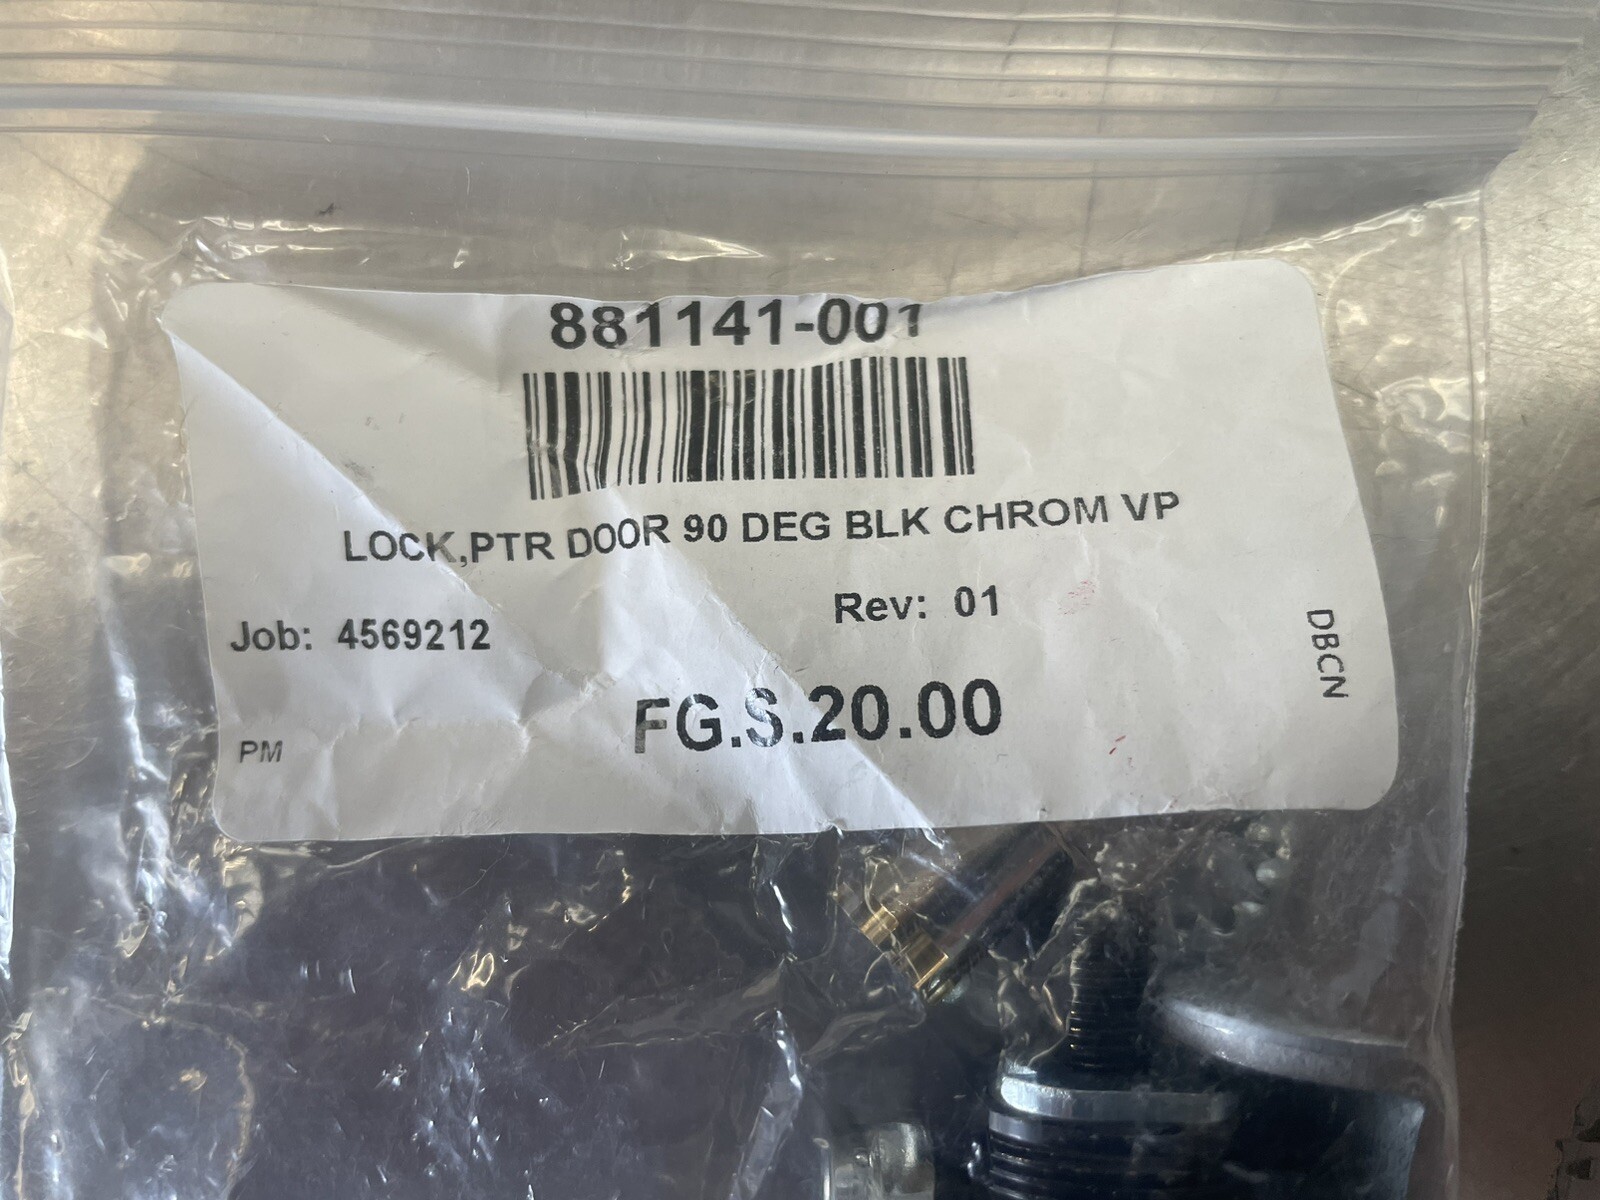 881141-001
LOCK,PTR DOOR 90 DEG BLK CHROM VP
Rev: 01
Job: 4569212
DBCN
FG.S.20.00
PM